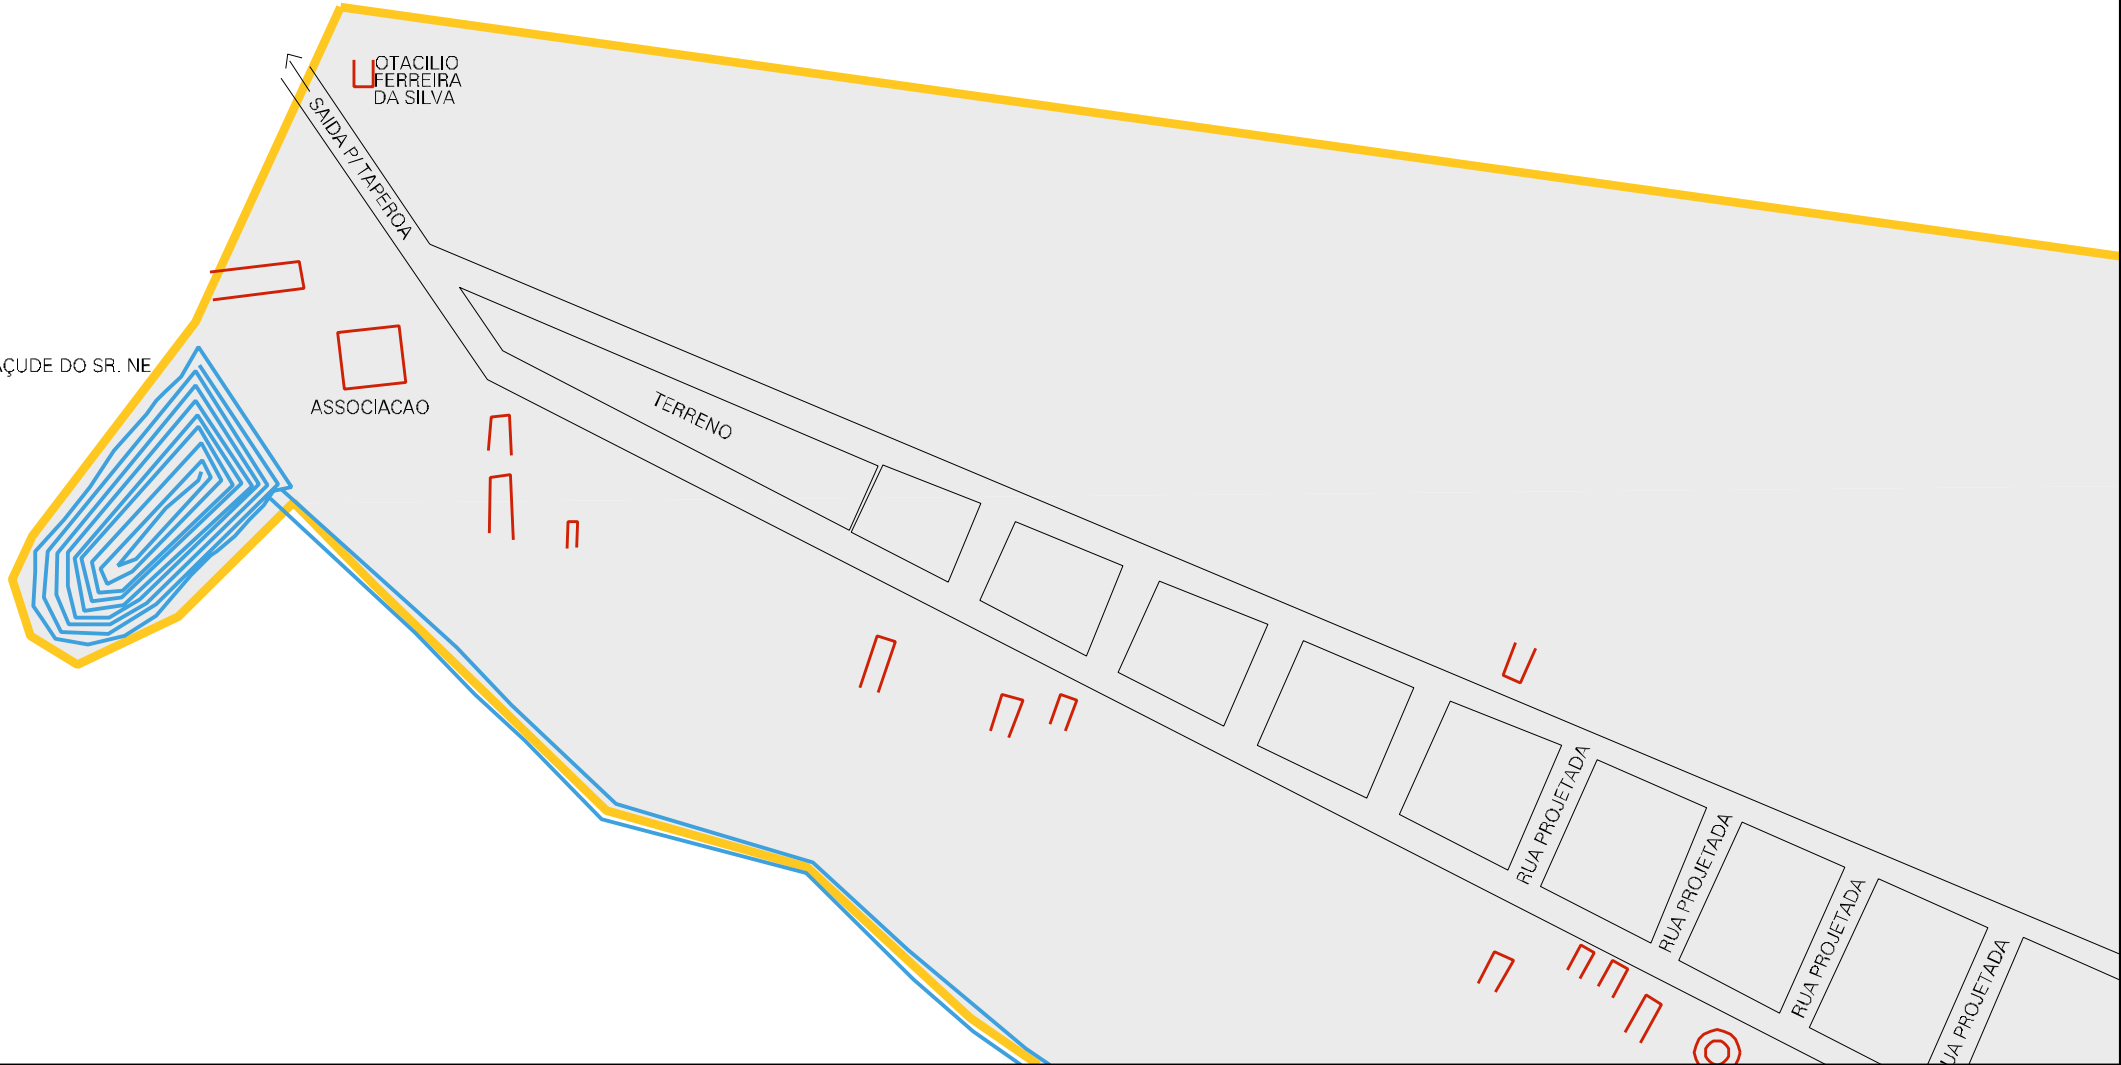 OTACILIO
FERREIRA
DA SILVA
SAIDA P/ TAPEROA
AÇUDE DO SR. NE
ASSOCIACAO
TERRENO
RUA PROJETADA
RUA PROJETADA
RUA PROJETADA
UA PROJETADA